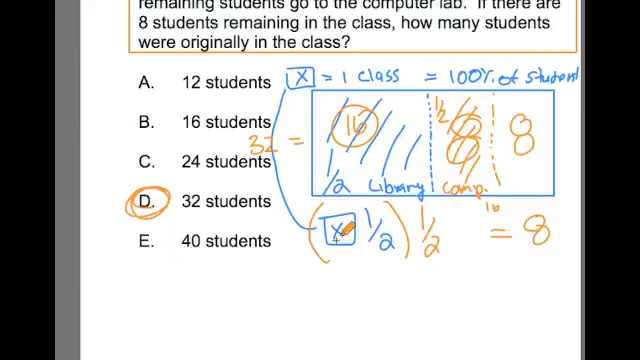 remaining students go to the computer lab. If there are
8 students remaining in the class, how many students
were originally in the class?
X = 1 class = 100% of student
A. 12 students
B. 16 students
C. 24 students
D. 32 students
E. 40 students
32 =
16
1/2 Library
1/2
8
comp.
8
( X 1/2 ) 1/2 = 8
16